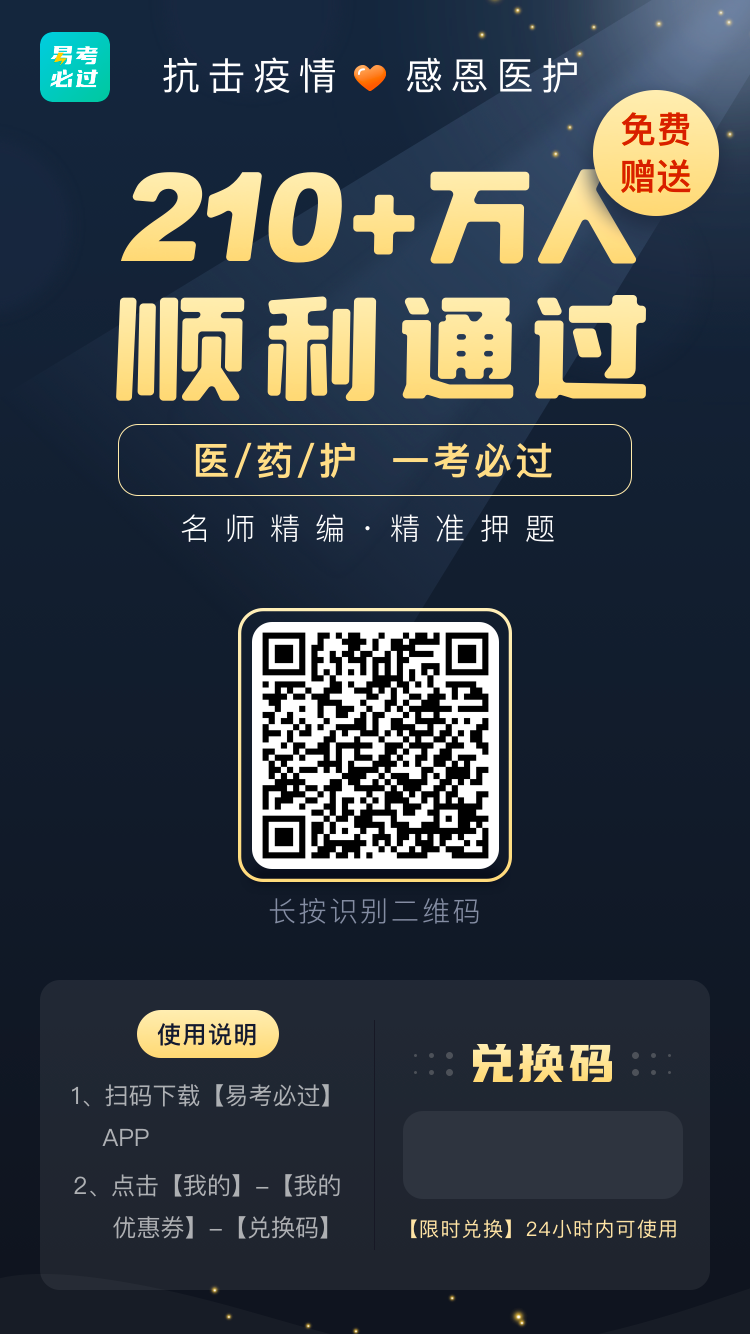 易考
必过
抗击疫情 感恩医护
免费
赠送
210+万人
顺利通过
医/药/护 一考必过
名师精编·精准押题
长按识别二维码
使用说明
1、扫码下载【易考必过】
APP
2、点击【我的】–【我的
优惠券】–【兑换码】
兑换码
【限时兑换】24小时内可使用